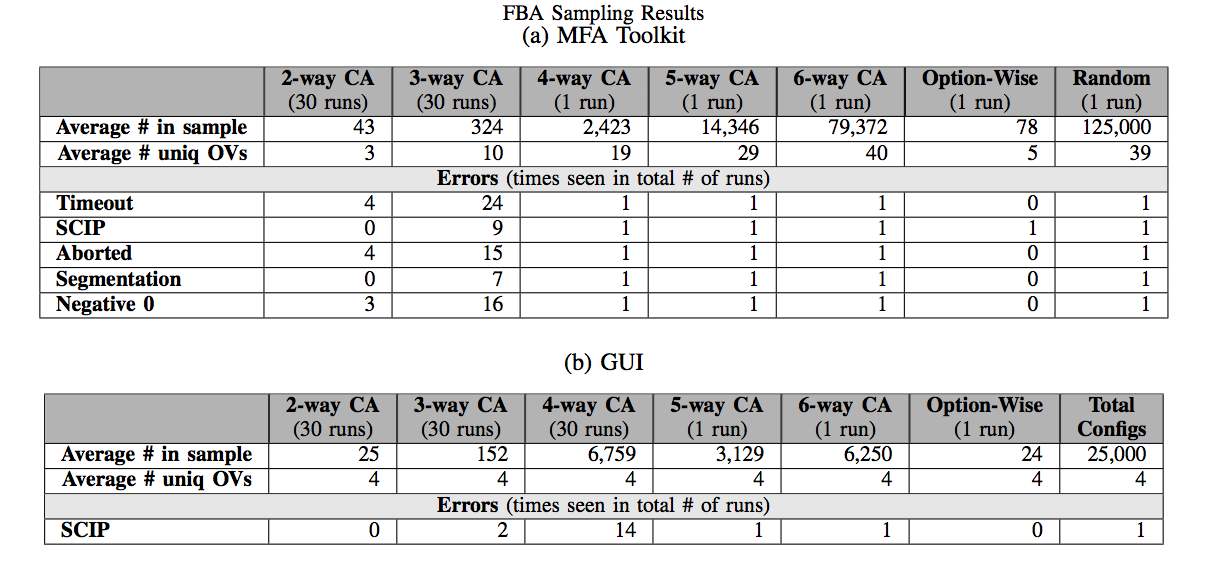 FBA Sampling Results
(a) MFA Toolkit
2-way CA 3-way CA 4-way CA 5-way CA 6-way CA Option-Wise Random
(30 runs) (30 runs) (1 run) (1 run) (1 run) (1 run) (1 run)
Average # in sample 43 324 2,423 14,346 79,372 78 125,000
Average # uniq OVs 3 10 19 29 40 5 39
Errors (times seen in total # of runs)
Timeout 4 24 1 1 1 0 1
SCIP 0 9 1 1 1 1 1
Aborted 4 15 1 1 1 0 1
Segmentation 0 7 1 1 1 0 1
Negative 0 3 16 1 1 1 0 1
(b) GUI
2-way CA 3-way CA 4-way CA 5-way CA 6-way CA Option-Wise Total
(30 runs) (30 runs) (30 runs) (1 run) (1 run) (1 run) Configs
Average # in sample 25 152 6,759 3,129 6,250 24 25,000
Average # uniq OVs 4 4 4 4 4 4 4
Errors (times seen in total # of runs)
SCIP 0 2 14 1 1 0 1